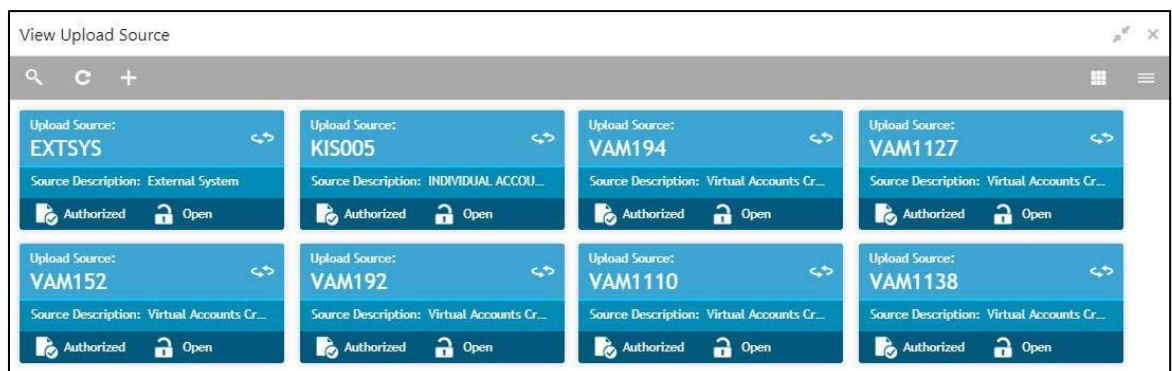 View Upload Source
Upload Source:
EXTSYS
Source Description: External System
Authorized Open
Upload Source:
KIS005
Source Description: INDIVIDUAL ACCOU...
Authorized Open
Upload Source:
VAM194
Source Description: Virtual Accounts Cr...
Authorized Open
Upload Source:
VAM1127
Source Description: Virtual Accounts Cr...
Authorized Open
Upload Source:
VAM152
Source Description: Virtual Accounts Cr...
Authorized Open
Upload Source:
VAM192
Source Description: Virtual Accounts Cr...
Authorized Open
Upload Source:
VAM1110
Source Description: Virtual Accounts Cr...
Authorized Open
Upload Source:
VAM1138
Source Description: Virtual Accounts Cr...
Authorized Open